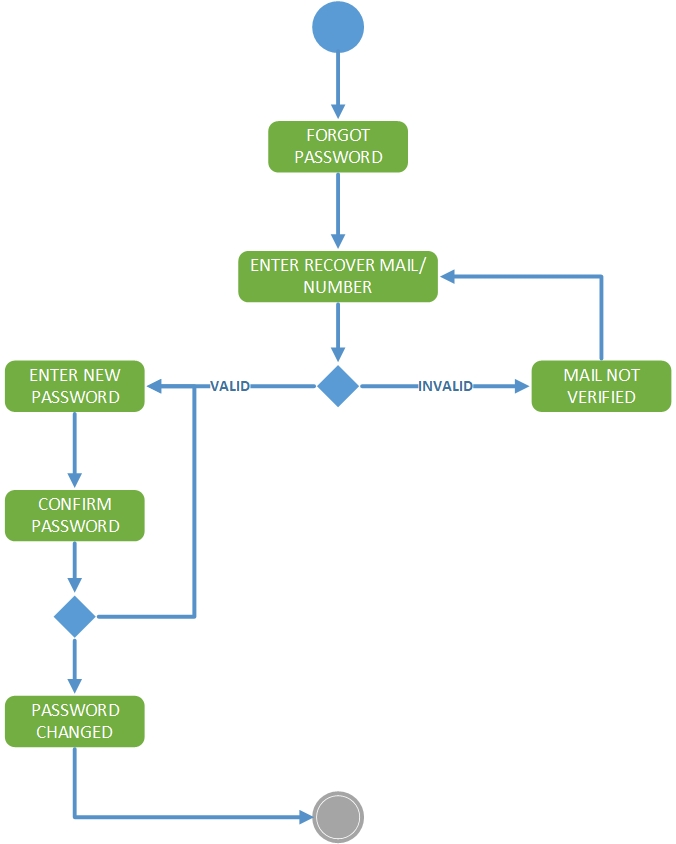 FORGOT
PASSWORD
ENTER RECOVER MAIL/
NUMBER
ENTER NEW
PASSWORD
VALID
INVALID
MAIL NOT
VERIFIED
CONFIRM
PASSWORD
PASSWORD
CHANGED